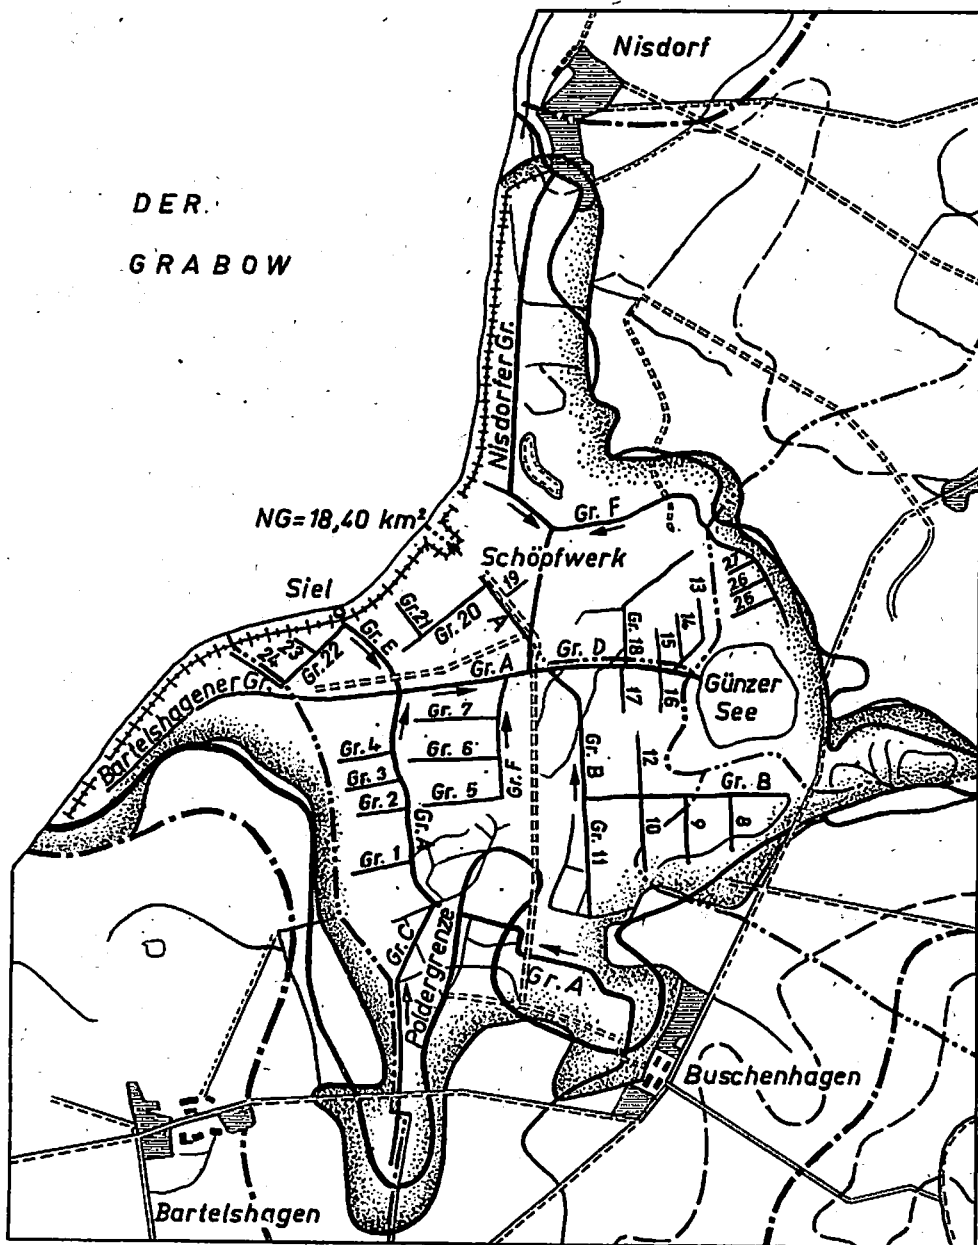 Nisdorf
DER
GRABOW
Nisdorfer Gr.
NG=18,40 km²
Gr. F
Schöpfwerk
Siel
19
27
26
26
13
14
15
Gr. 18
Gr. 21
Gr. 20
A
Gr. E
23
24
Gr. 22
Gr. D
Gr. A
Bartelshagener Gr.
17
16
Günzer
See
Gr. 7
Gr. 4
Gr. 6
Gr. 3
Gr. 2
Gr. 5
Gr. F
Gr. B
12
Gr. B
Gr. A
Gr. 1
Gr. 11
10
9
8
Gr. C
Poldergrenze
Gr. A
Buschenhagen
Bartelshagen